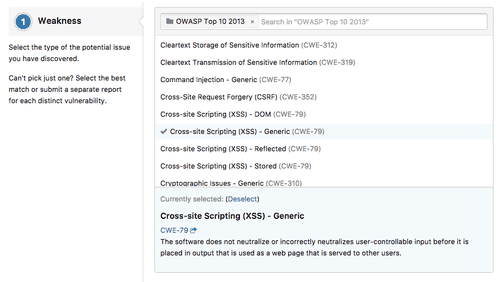 1 Weakness
Select the type of the potential issue
you have discovered.
Can't pick just one? Select the best
match or submit a separate report
for each distinct vulnerability.
OWASP Top 10 2013 × Search in "OWASP Top 10 2013"
Cleartext Storage of Sensitive Information (CWE-312)
Cleartext Transmission of Sensitive Information (CWE-319)
Command Injection - Generic (CWE-77)
Cross-Site Request Forgery (CSRF) (CWE-352)
Cross-site Scripting (XSS) - DOM (CWE-79)
Cross-site Scripting (XSS) - Generic (CWE-79)
Cross-site Scripting (XSS) - Reflected (CWE-79)
Cross-site Scripting (XSS) - Stored (CWE-79)
Cryptographic Issues - Generic (CWE-310)
Currently selected: (Deselect)
Cross-site Scripting (XSS) - Generic
CWE-79
The software does not neutralize or incorrectly neutralizes user-controllable input before it is
placed in output that is used as a web page that is served to other users.